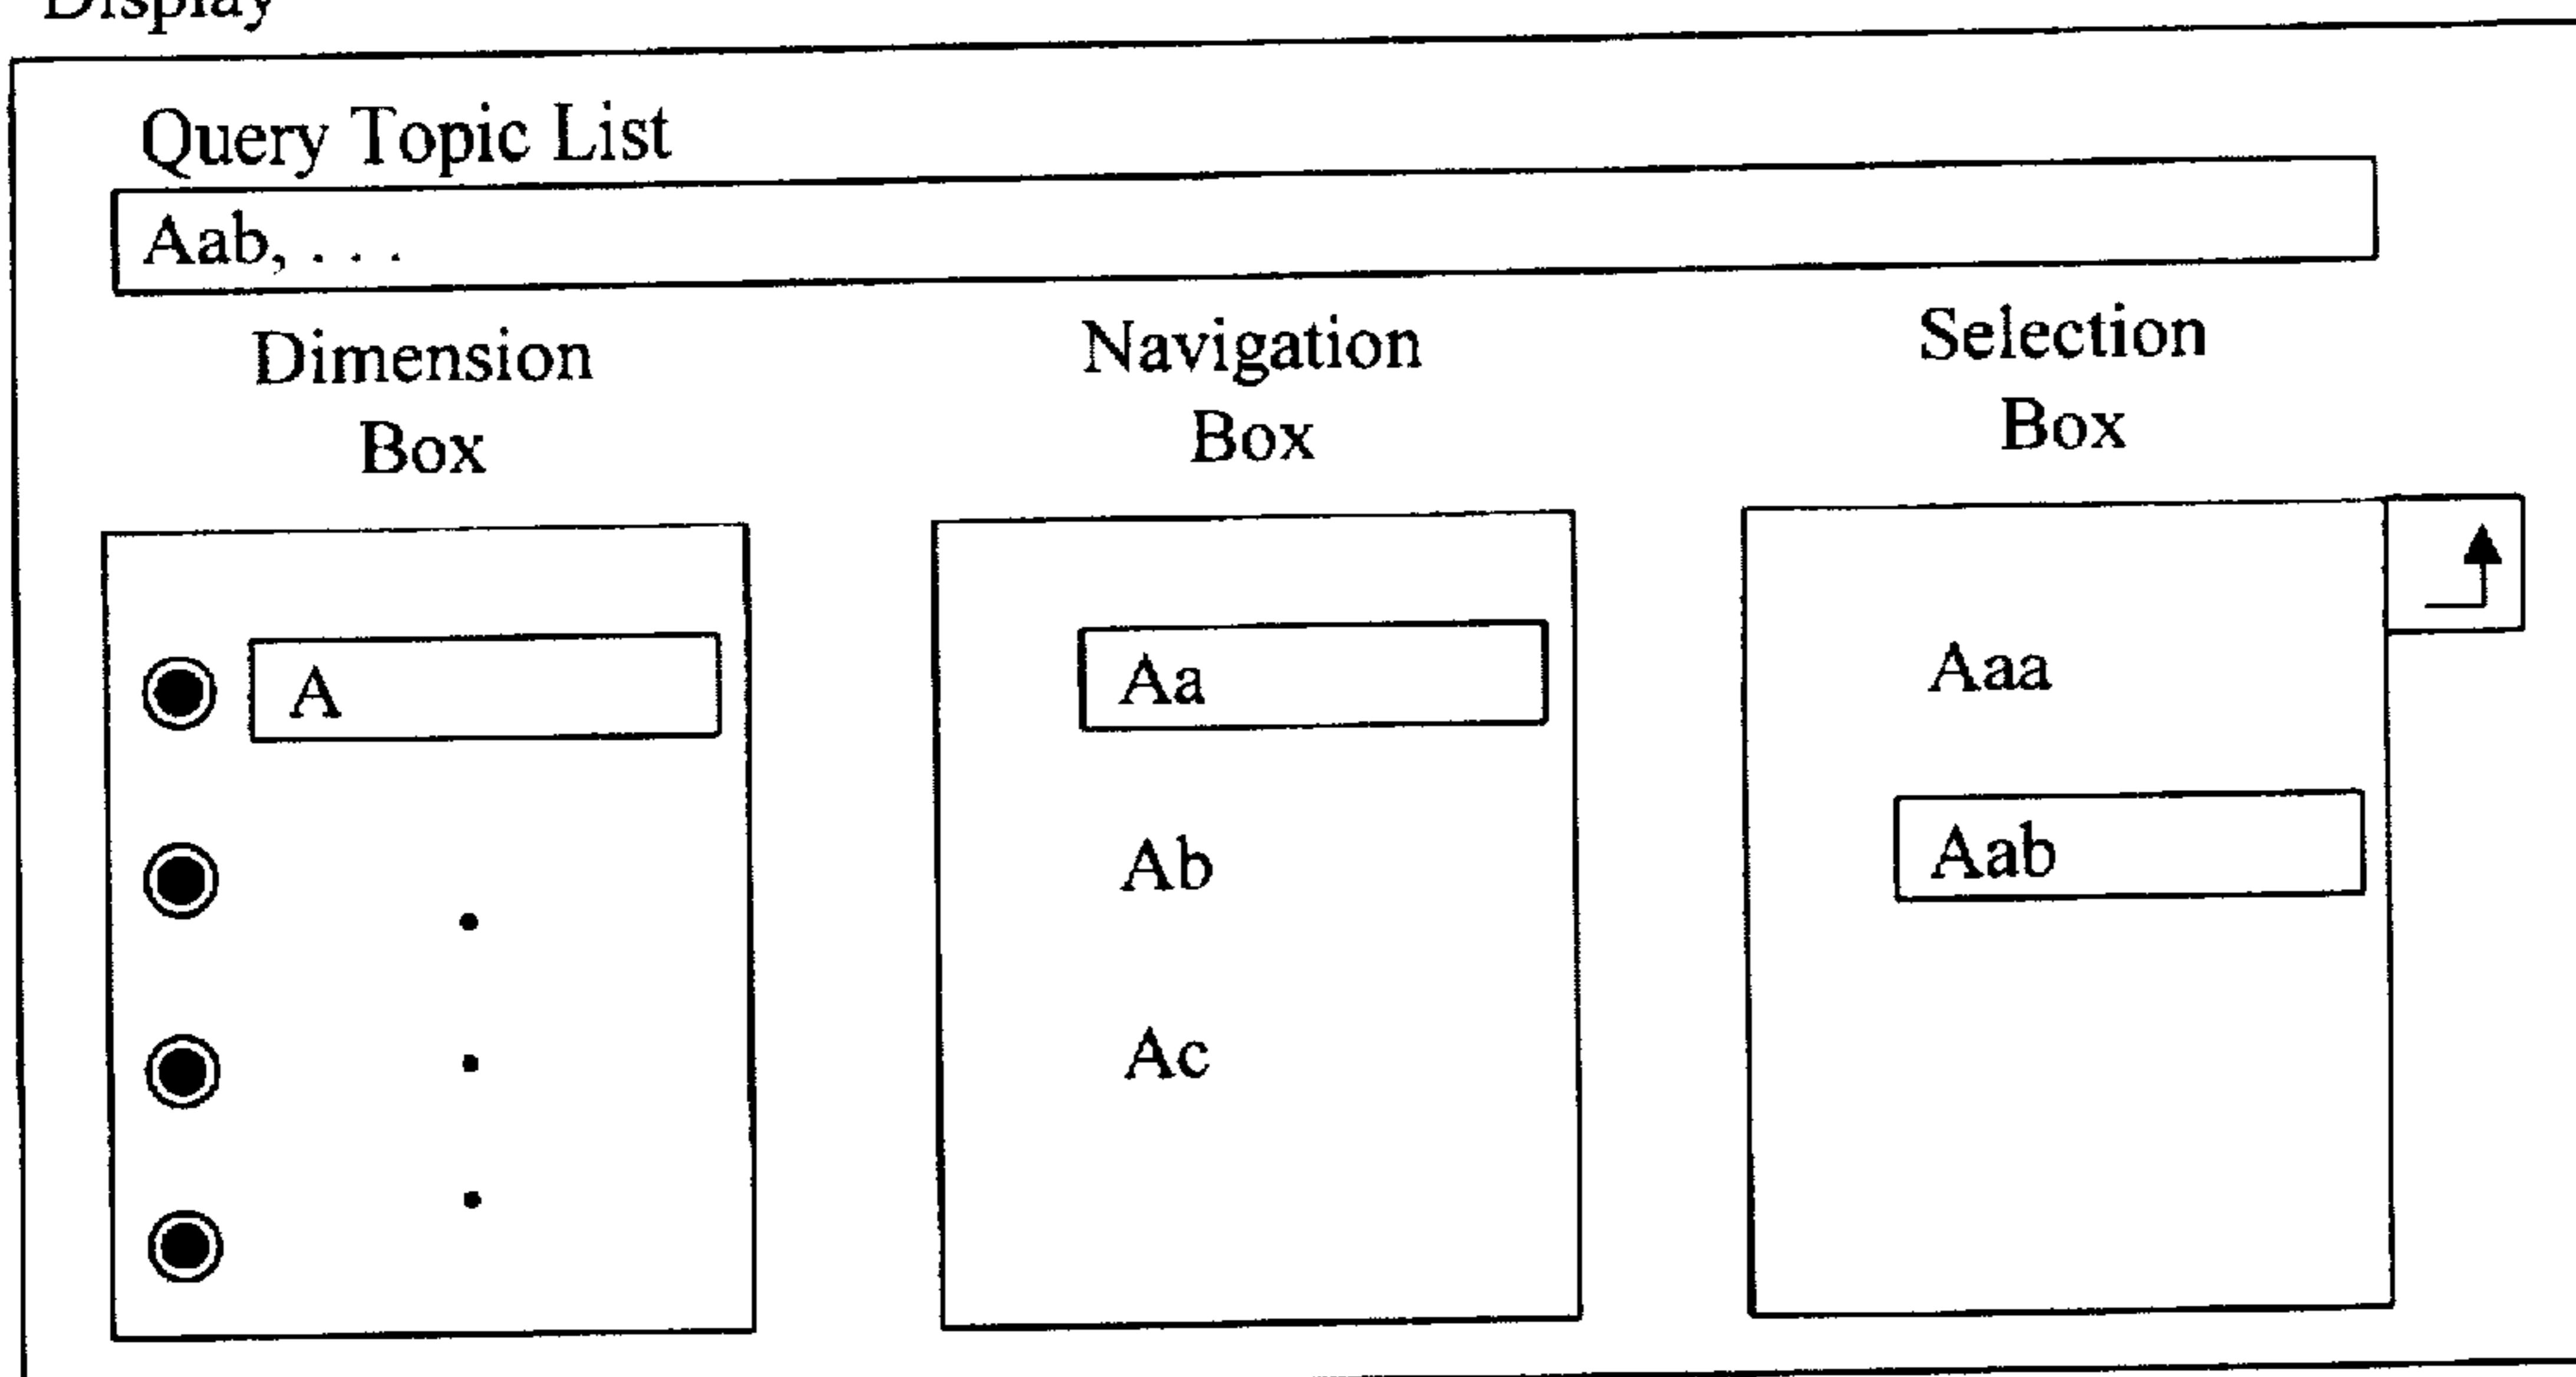 Display
Query Topic List
Aab, . . .
Dimension
Box
Navigation
Box
Selection
Box
A
Aa
Ab
Ac
Aaa
Aab